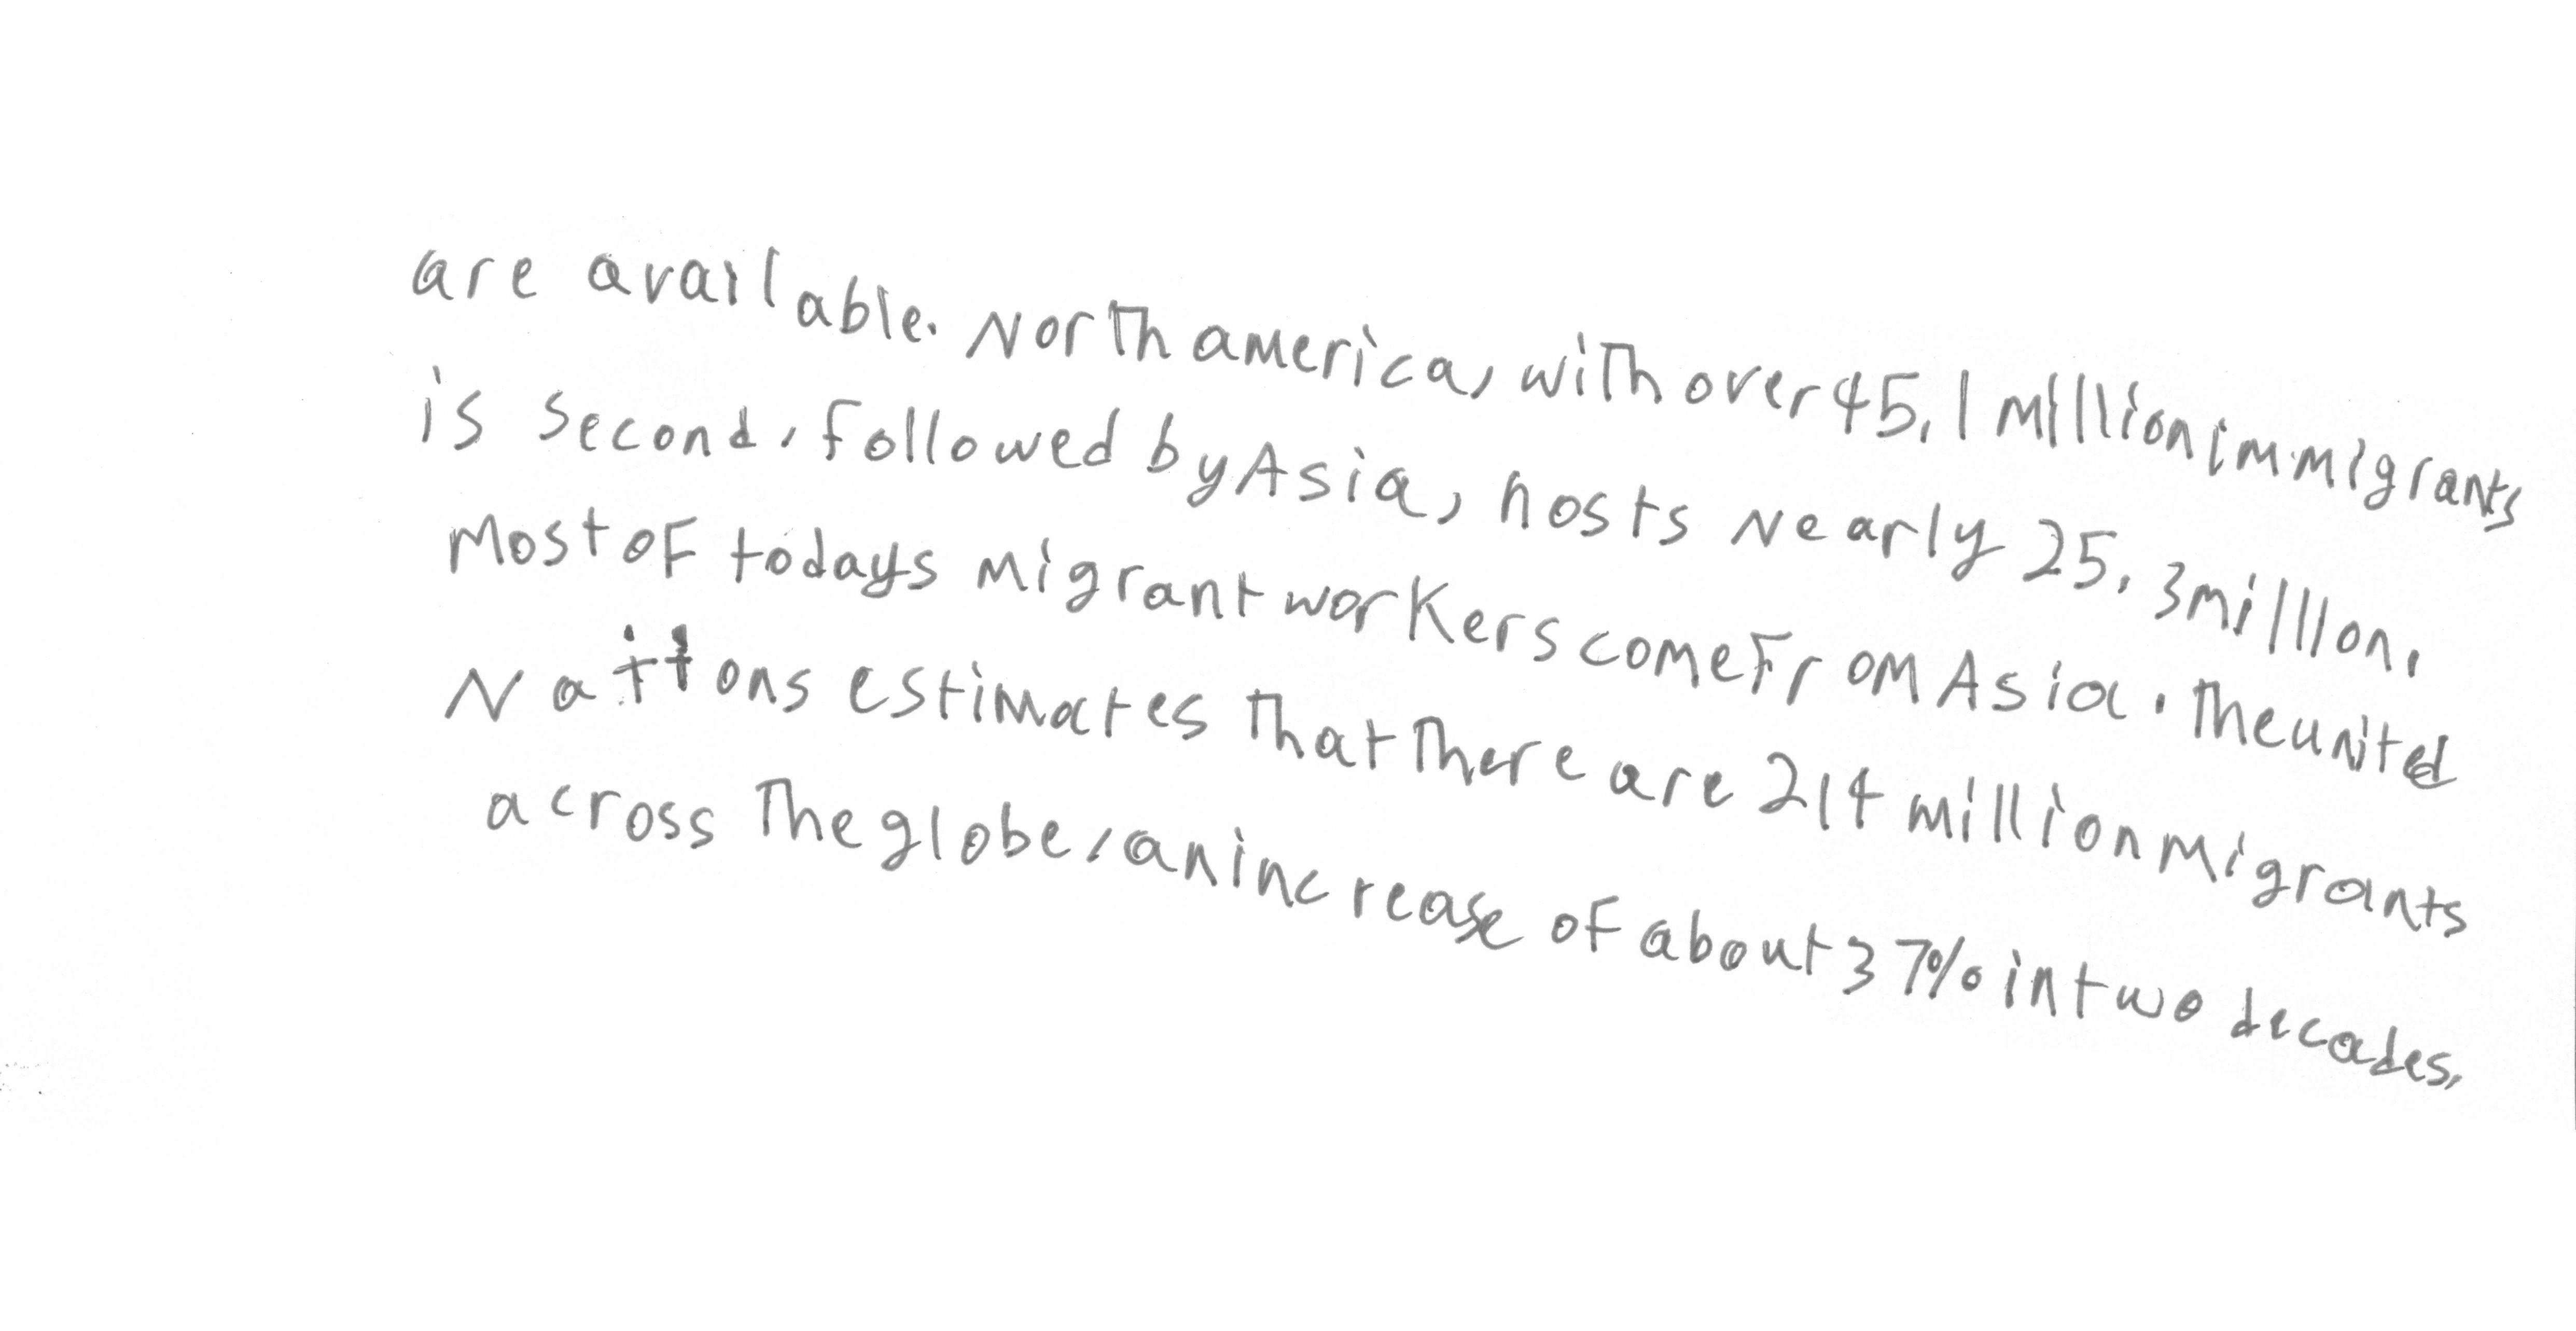 are available. North america, with over 45,1 million immigrants
is second, followed by Asia, hosts Nearly 25,3 million,
Most of todays migrant workers come from Asia. The united
Nations estimates that there are 214 million migrants
across the globe, an increase of about 37% in two decades,